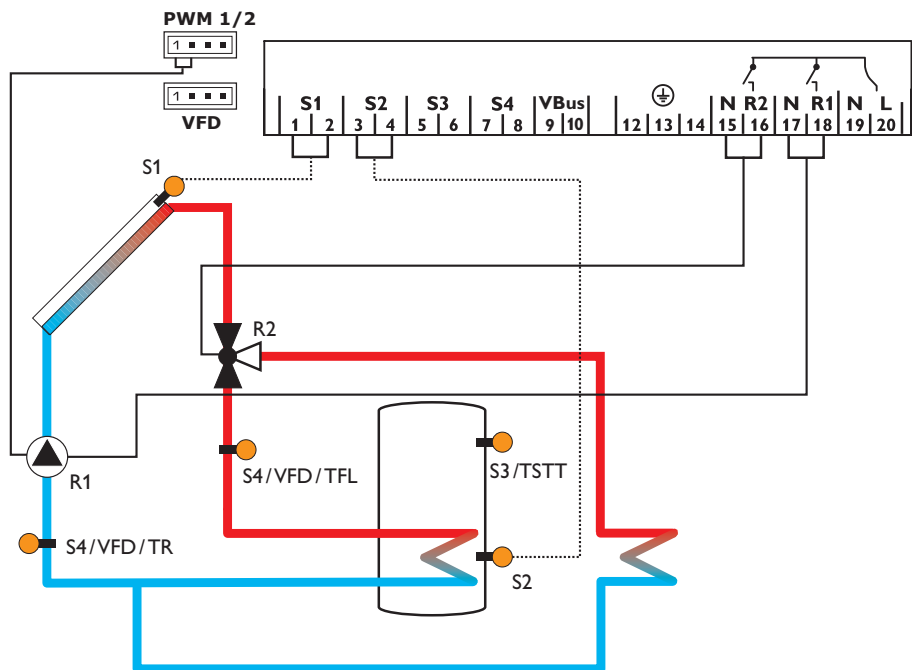 PWM 1/2
1
1
VFD
S1 S2 S3 S4 VBus N R2 N R1 N L
1 2 3 4 5 6 7 8 9 10 12 13 14 15 16 17 18 19 20
S1
R2
R1
S4/VFD/TFL
S3/TSTT
S4/VFD/TR
S2